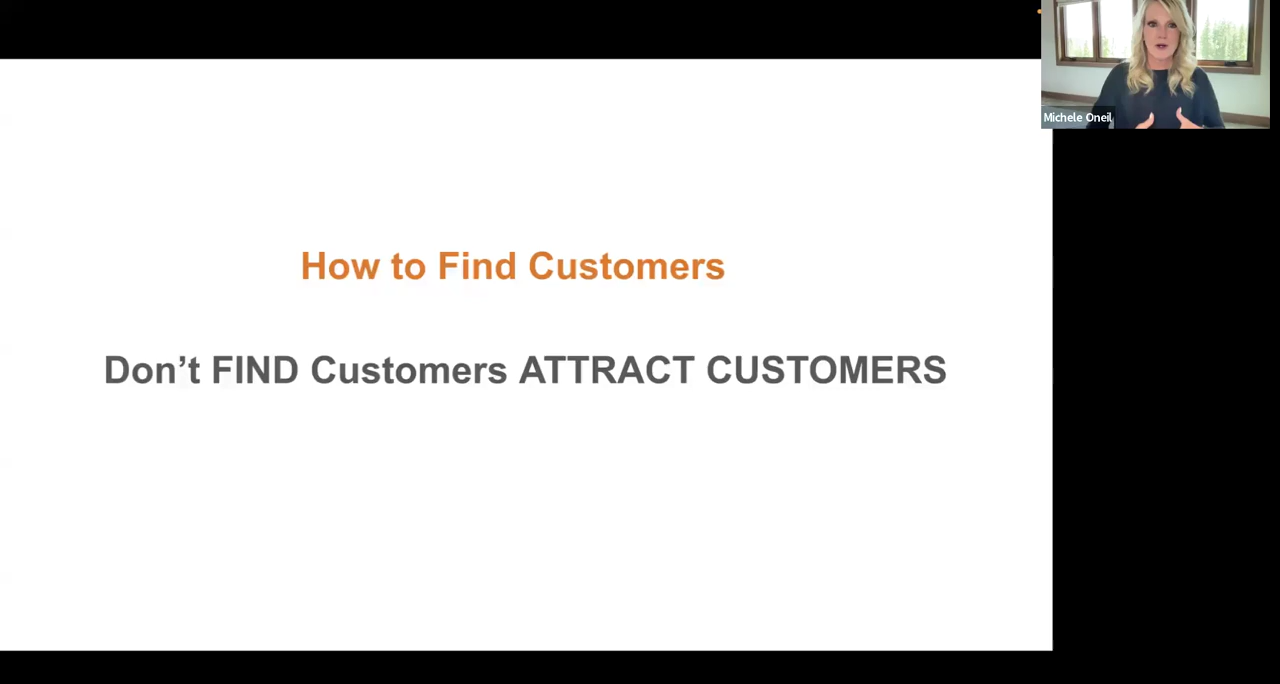 Michele Oneil
How to Find Customers
Don’t FIND Customers ATTRACT CUSTOMERS